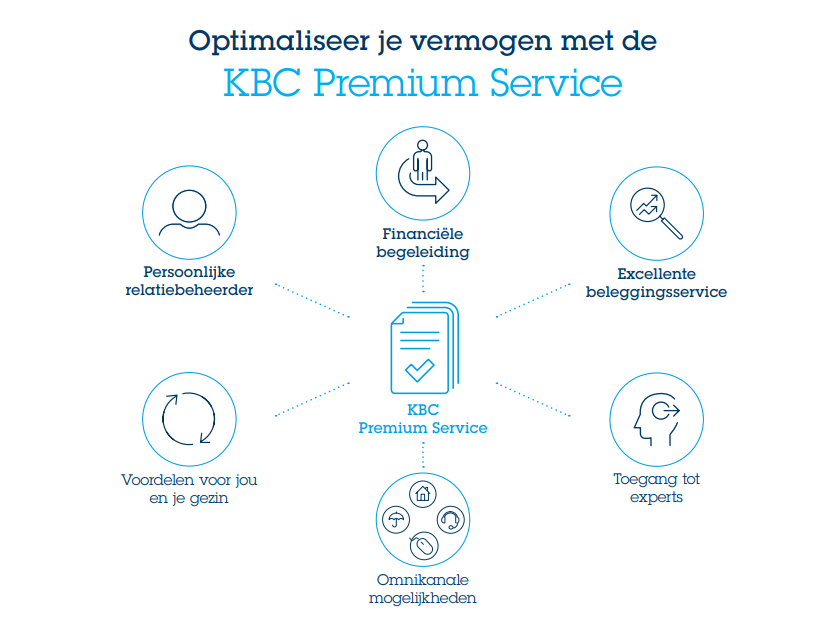 Optimaliseer je vermogen met de
KBC Premium Service
Financiële
begeleiding
Persoonlijke
relatiebeheerder
Excellente
beleggingsservice
KBC
Premium Service
Voordelen voor jou
en je gezin
Toegang tot
experts
Omnikanale
mogelijkheden